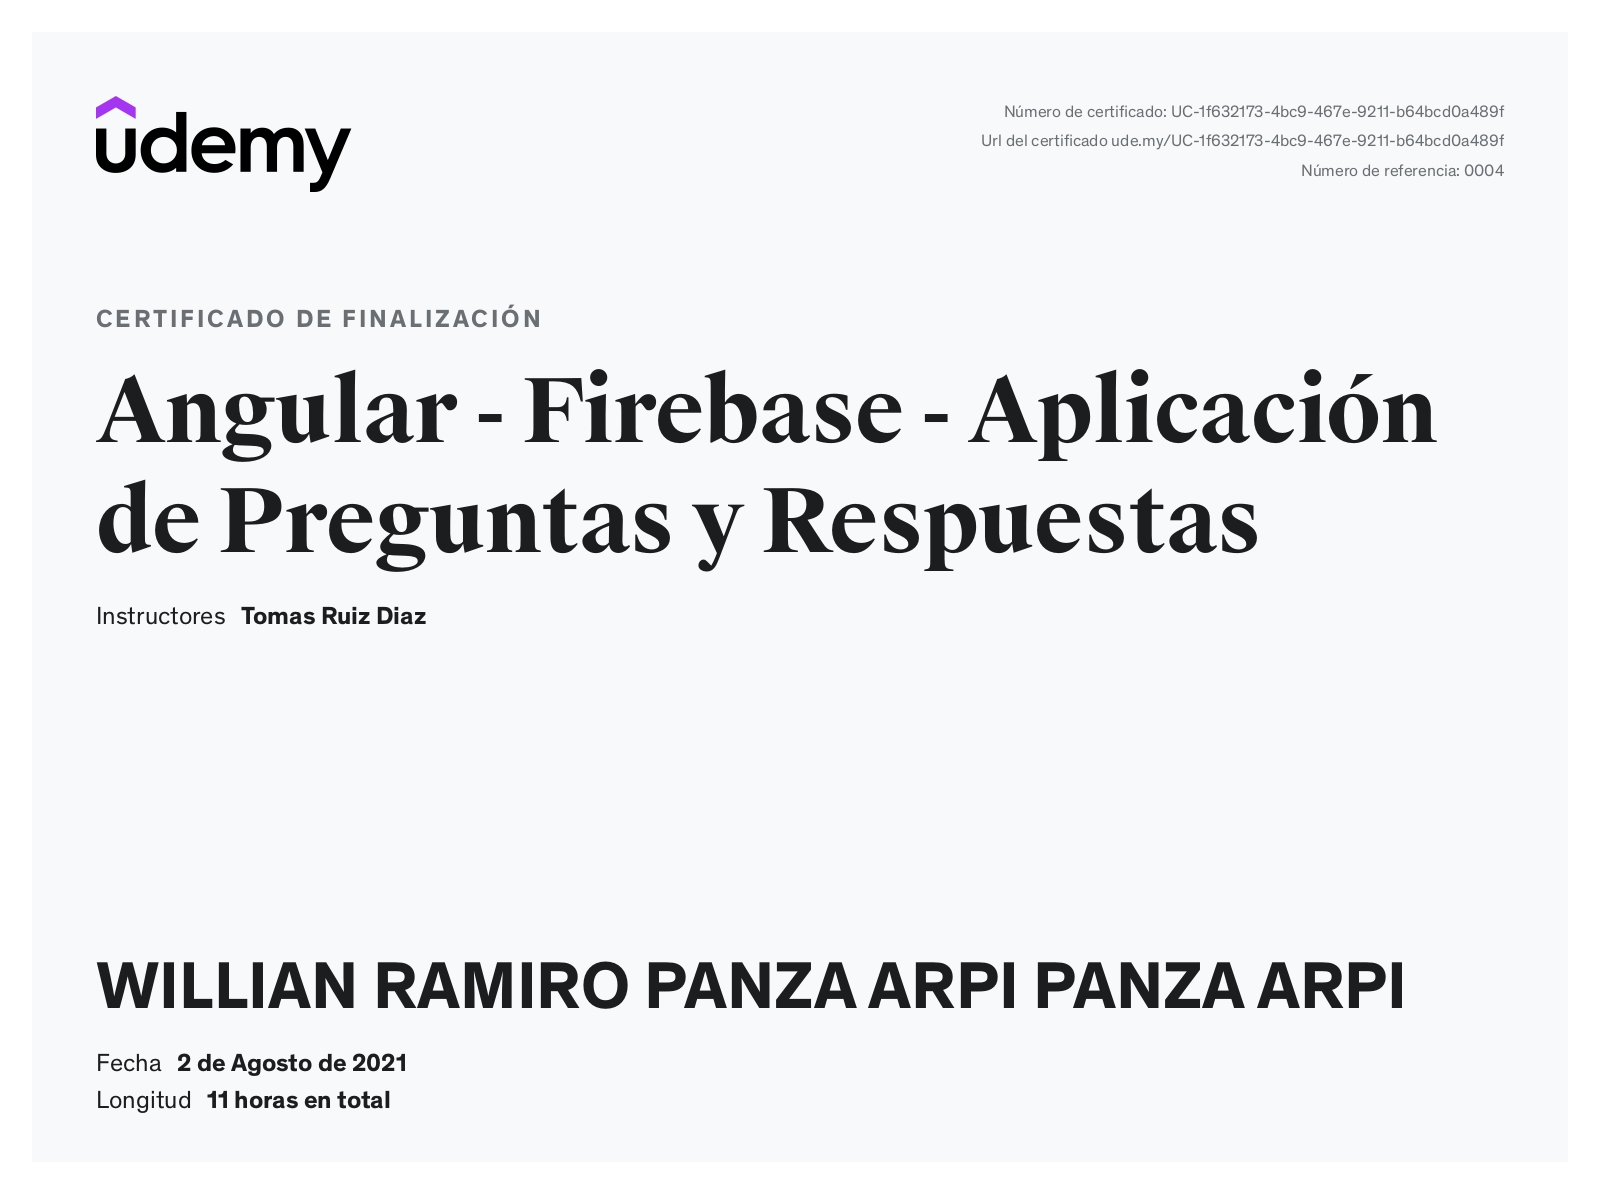 udemy
Número de certificado: UC-1f632173-4bc9-467e-9211-b64bcd0a489f
Url del certificado ude.my/UC-1f632173-4bc9-467e-9211-b64bcd0a489f
Número de referencia: 0004
CERTIFICADO DE FINALIZACIÓN
Angular - Firebase - Aplicación
de Preguntas y Respuestas
Instructores Tomas Ruiz Diaz
WILLIAN RAMIRO PANZA ARPI PANZA ARPI
Fecha 2 de Agosto de 2021
Longitud 11 horas en total